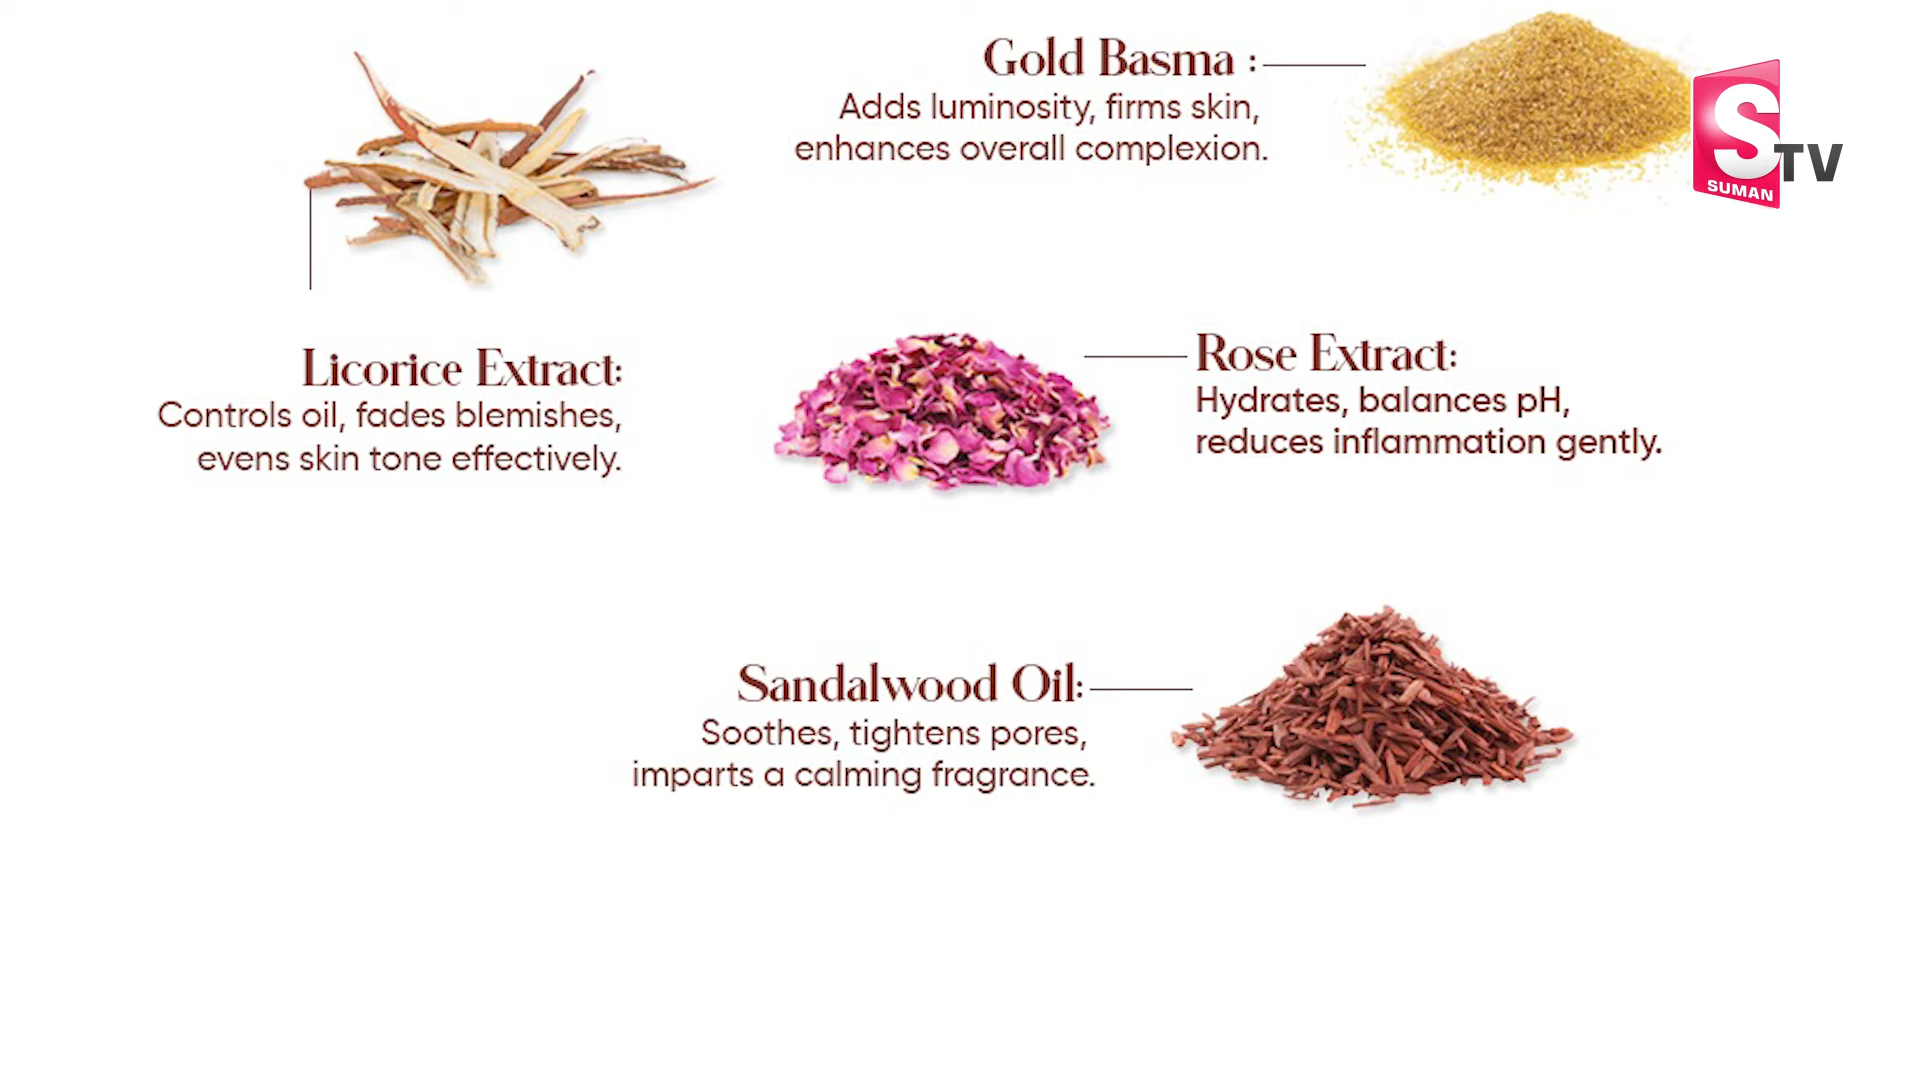 Gold Basma :
Adds luminosity, firms skin,
enhances overall complexion.
S TV
SUMAN
Licorice Extract:
Controls oil, fades blemishes,
evens skin tone effectively.
Rose Extract:
Hydrates, balances pH,
reduces inflammation gently.
Sandalwood Oil:
Soothes, tightens pores,
imparts a calming fragrance.